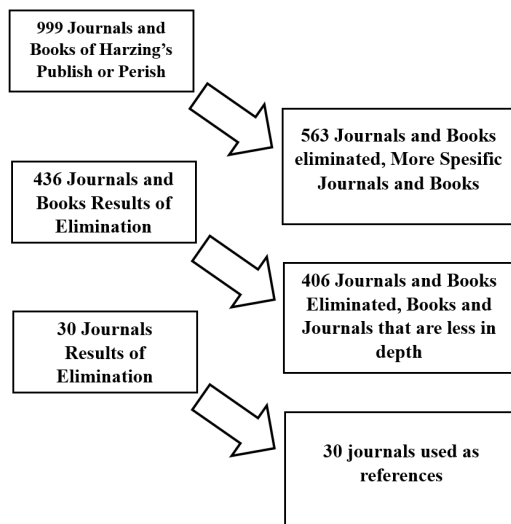 999 Journals and
Books of Harzing's
Publish or Perish
563 Journals and Books
eliminated, More Spesific
Journals and Books
436 Journals and
Books Results of
Elimination
406 Journals and Books
Eliminated, Books and
Journals that are less in
depth
30 Journals
Results of
Elimination
30 journals used as
references